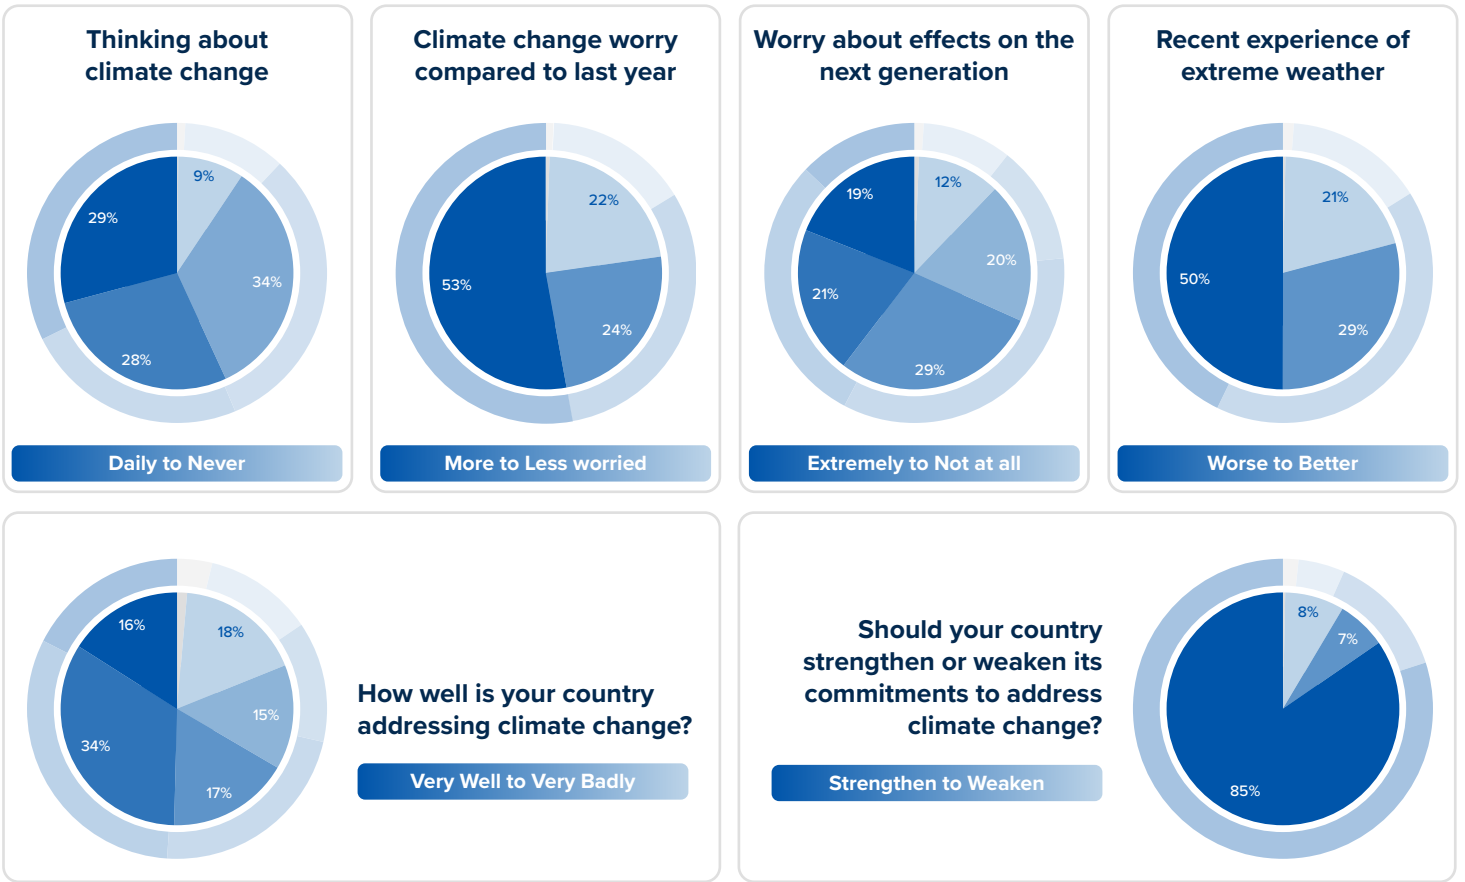 Thinking about
climate change
9%
29%
34%
28%
Daily to Never
Climate change worry
compared to last year
22%
53%
24%
More to Less worried
Worry about effects on the
next generation
12%
19%
20%
21%
29%
Extremely to Not at all
Recent experience of
extreme weather
21%
50%
29%
Worse to Better
16%
18%
15%
34%
17%
How well is your country
addressing climate change?
Very Well to Very Badly
Should your country
strengthen or weaken its
commitments to address
climate change?
Strengthen to Weaken
8%
7%
85%